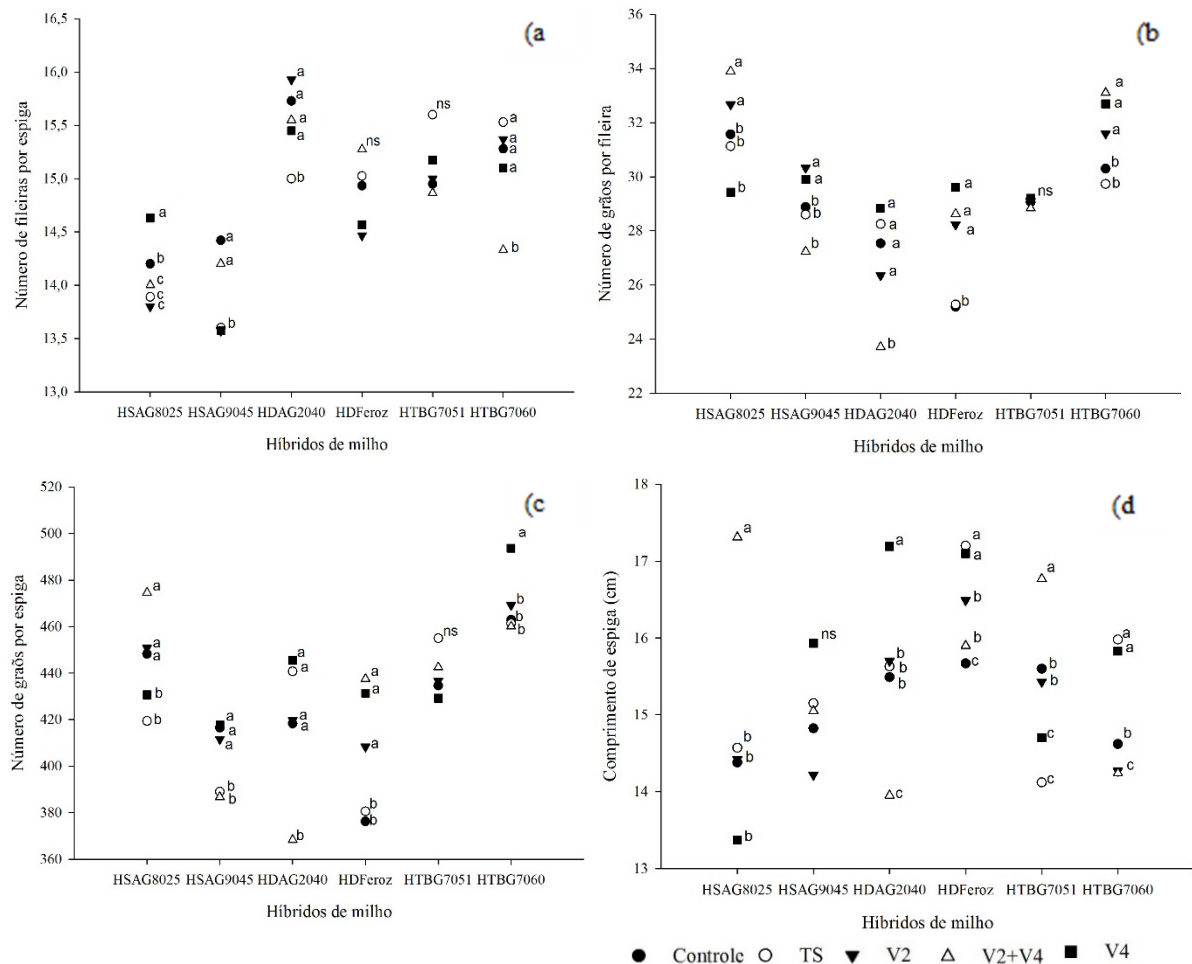 (a
Número de fileiras por espiga
16,5
16,0
15,5
15,0
14,5
14,0
13,5
13,0
a
b
c
c
c
a
a
b
a
a
a
a
b
ns
ns
a
a
a
a
b
HSAG8025 HSAG9045 HDAG2040 HDFeroz HTBG7051 HTBG7060
Híbridos de milho
(b
Número de grãos por fileira
36
34
32
30
28
26
24
22
a
a
b
b
b
a
a
b
b
b
a
a
a
a
b
a
a
a
b
ns
a
a
a
b
b
HSAG8025 HSAG9045 HDAG2040 HDFeroz HTBG7051 HTBG7060
Híbridos de milho
(c
Número de graõs por espiga
520
500
480
460
440
420
400
380
360
a
a
a
b
b
a
a
a
b
b
a
a
a
a
b
a
a
a
b
b
ns
a
b
b
b
HSAG8025 HSAG9045 HDAG2040 HDFeroz HTBG7051 HTBG7060
Híbridos de milho
(d
Comprimento de espiga (cm)
18
17
16
15
14
13
a
b
b
b
ns
a
b
b
b
c
a
a
b
b
c
a
b
b
c
c
a
a
b
c
HSAG8025 HSAG9045 HDAG2040 HDFeroz HTBG7051 HTBG7060
Híbridos de milho
Controle TS V2 V2+V4 V4